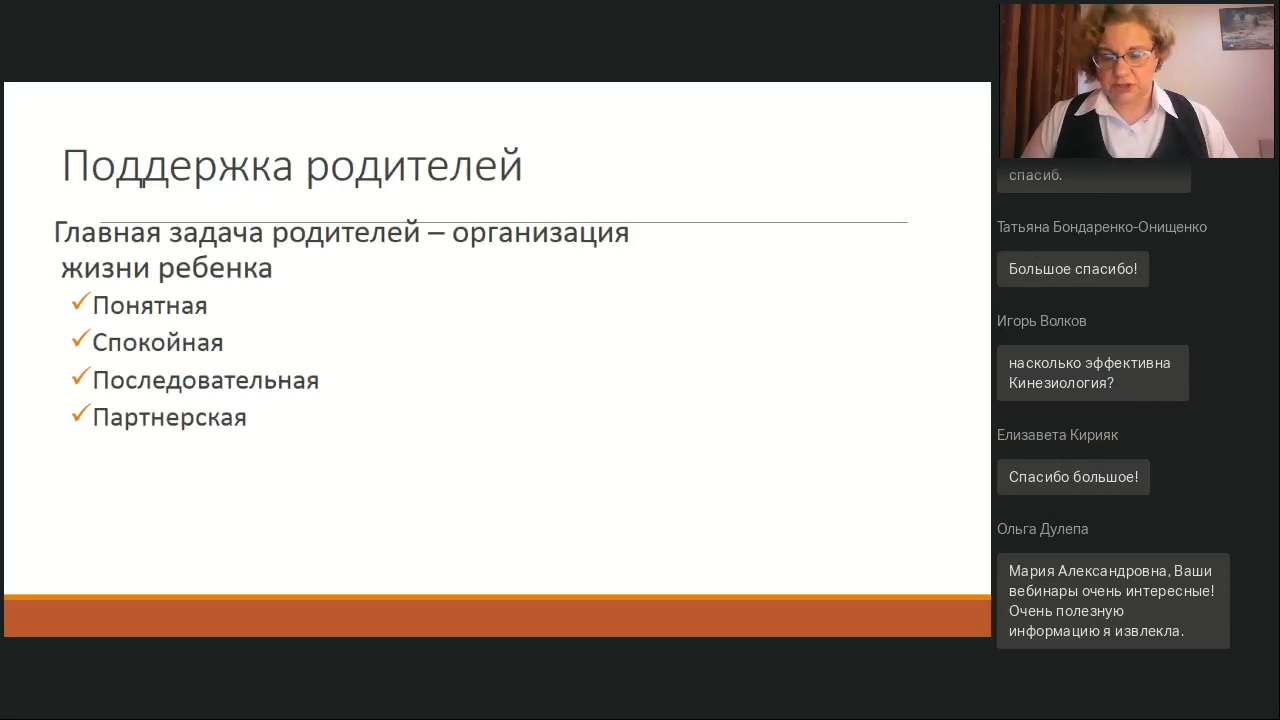 Поддержка родителей
Главная задача родителей – организация
жизни ребенка
Понятная
Спокойная
Последовательная
Партнерская
спасиб.
Татьяна Бондаренко-Онищенко
Большое спасибо!
Игорь Волков
насколько эффективна
Кинезиология?
Елизавета Кирияк
Спасибо большое!
Ольга Дулепа
Мария Александровна, Ваши
вебинары очень интересные!
Очень полезную
информацию я извлекла.